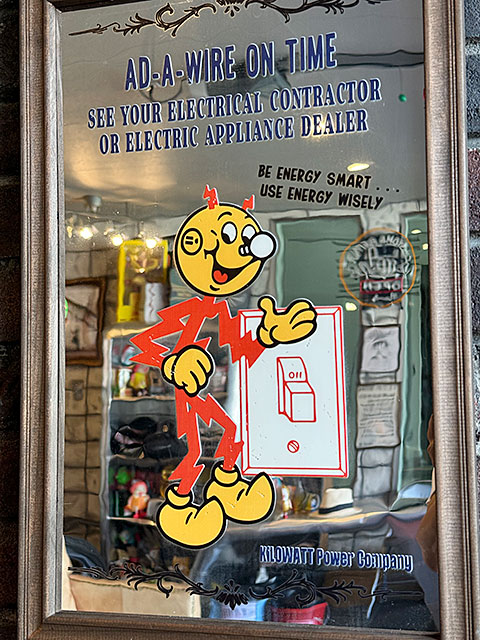 AD-A-WIRE ON TIME
SEE YOUR ELECTRICAL CONTRACTOR
OR ELECTRIC APPLIANCE DEALER
BE ENERGY SMART . . .
USE ENERGY WISELY
Off
KILOWATT Power Company